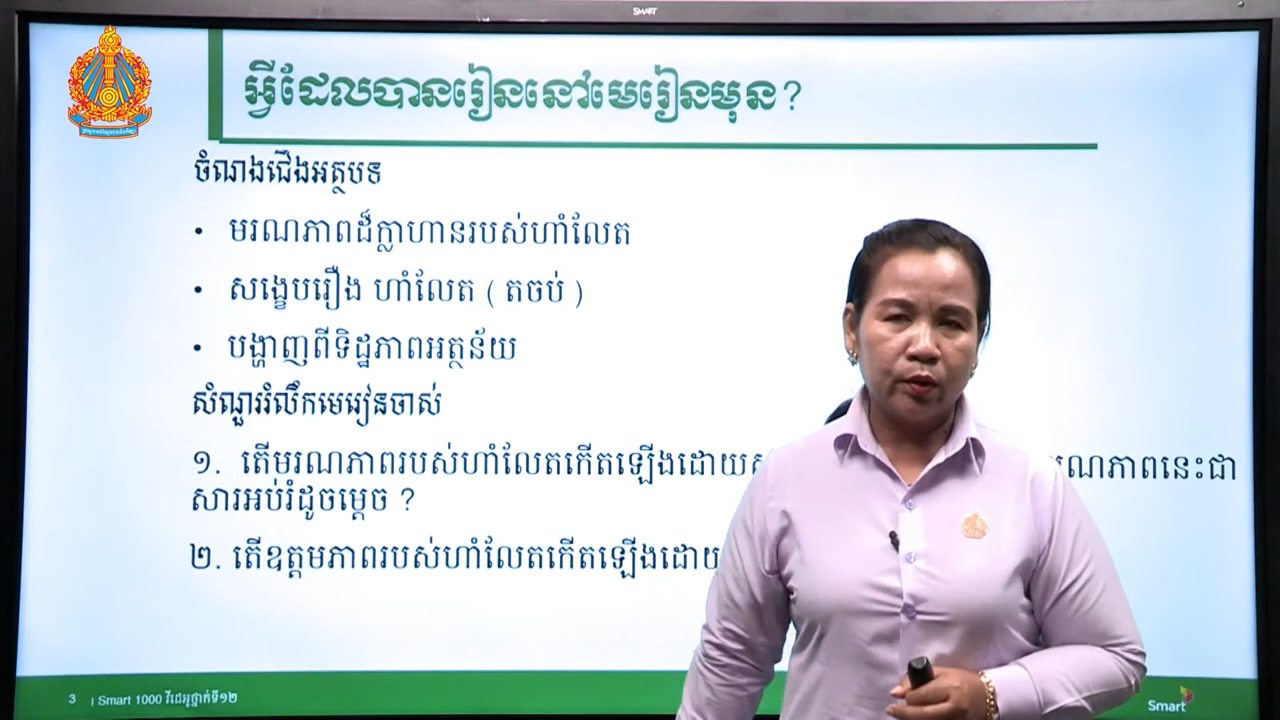 SMART
អ្វីដែលបានរៀននៅមេរៀនមុន?
ចំណងជើងអត្ថបទ
• មរណភាពដ៏ក្លាហានរបស់ហាំលែត
• សង្ខេបរឿង ហាំលែត ( តចប់ )
• បង្ហាញពីទិដ្ឋភាពអត្ថន័យ
សំណួររំលឹកមេរៀនចាស់
១. តើមរណភាពរបស់ហាំលែតកើតឡើងដោយ មរណភាពនេះជា
សារអប់រំដូចម្តេច ?
២. តើឧត្តមភាពរបស់ហាំលែតកើតឡើងដោយ
3 | Smart 1000 វីដេអូថ្នាក់ទី១២
Smart